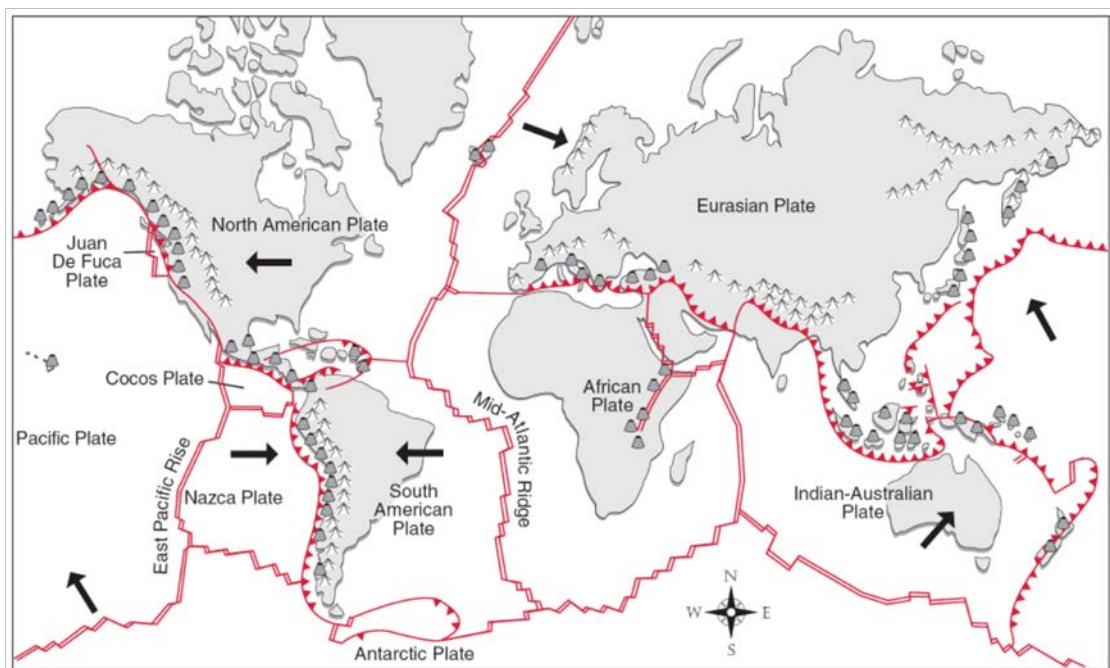 North American Plate
Eurasian Plate
Juan
De Fuca
Plate
Cocos Plate
African
Plate
Mid-Atlantic Ridge
Pacific Plate
East Pacific Rise
Nazca Plate
South
American
Plate
Indian-Australian
Plate
N
W
E
S
Antarctic Plate